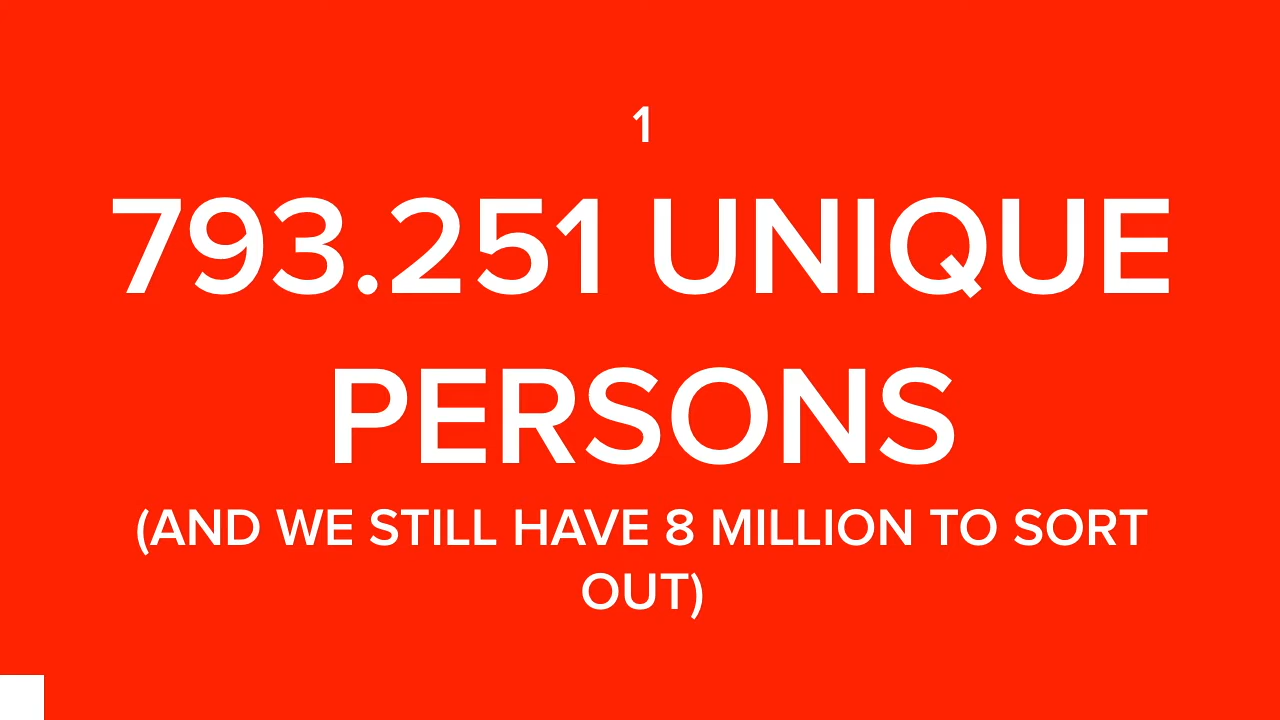 1
793.251 UNIQUE
PERSONS
(AND WE STILL HAVE 8 MILLION TO SORT
OUT)